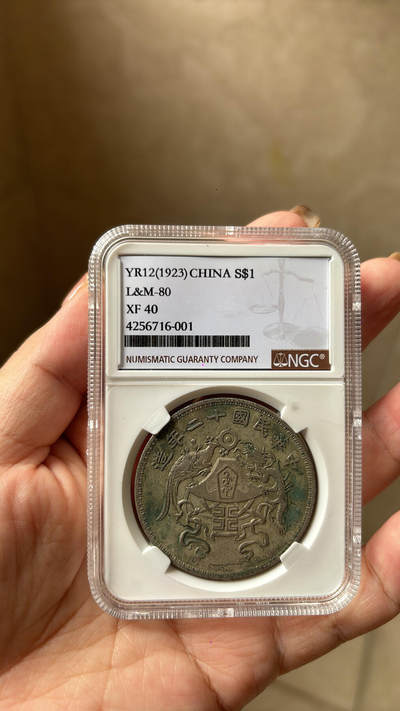 YR12(1923) CHINA S$1
L&M-80
XF 40
4256716-001
NUMISMATIC GUARANTY COMPANY
NGC®
造年二十國民華中